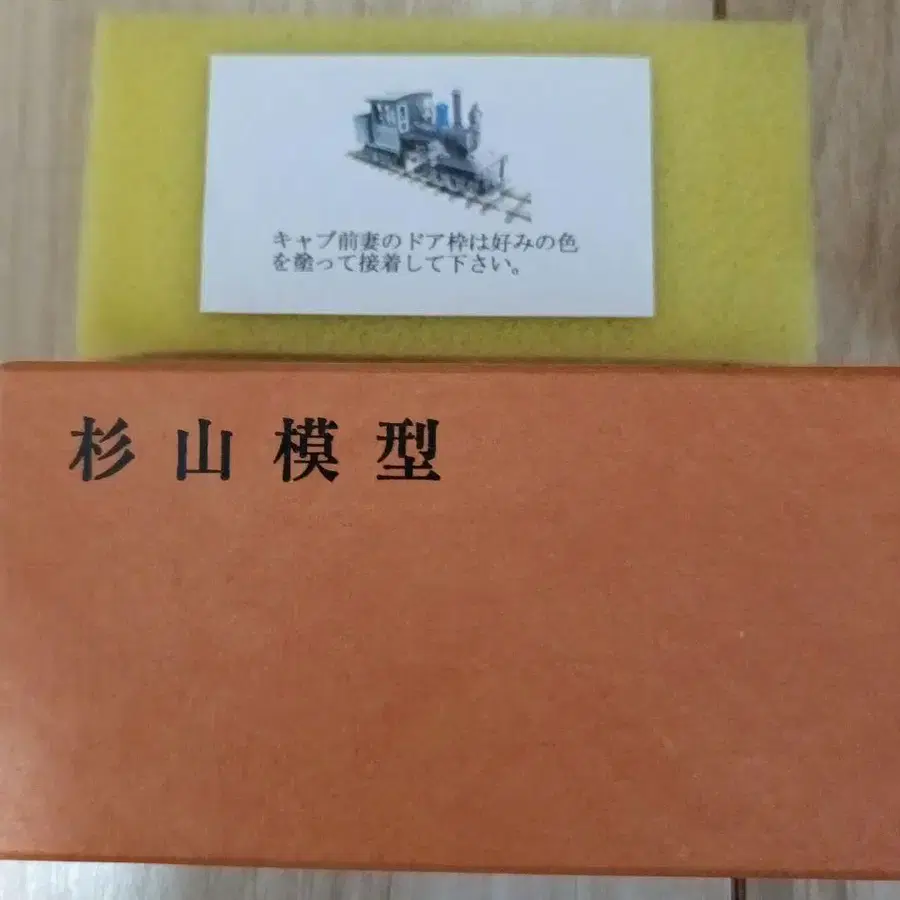 キャブ前妻のドア枠は好みの色
を塗って接着して下さい。
杉山模型